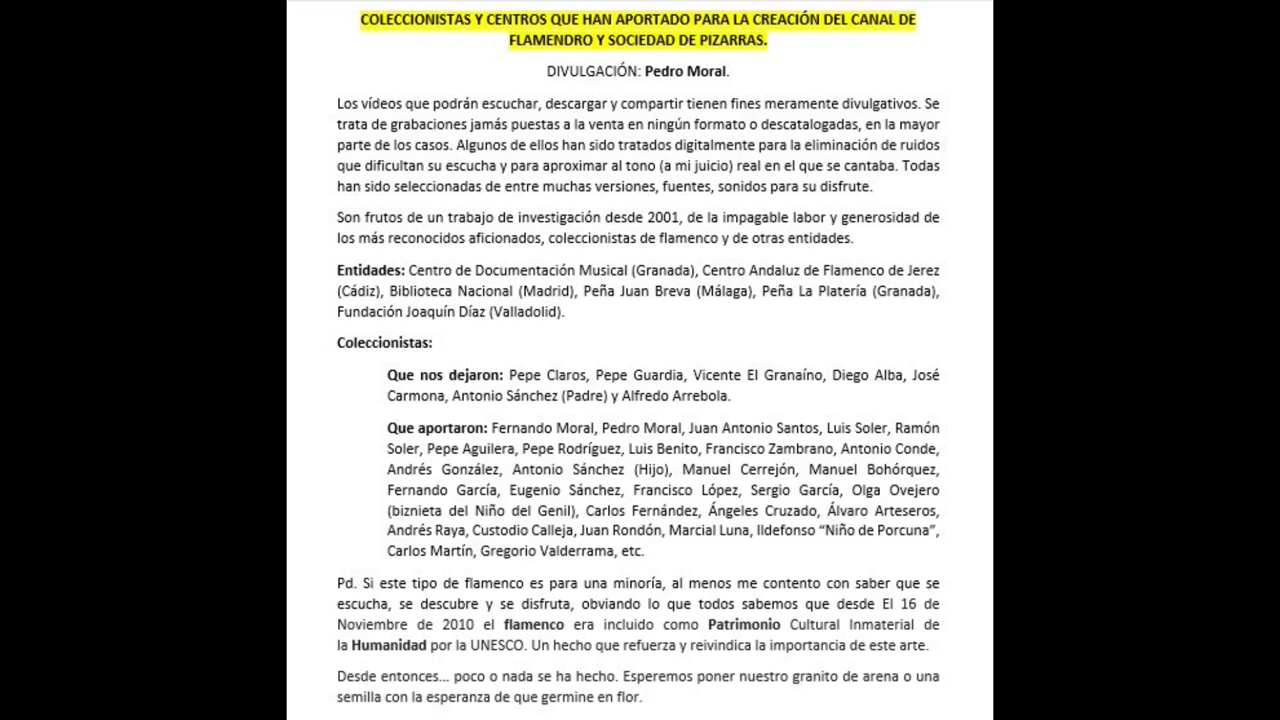 COLECCIONISTAS Y CENTROS QUE HAN APORTADO PARA LA CREACIÓN DEL CANAL DE
FLAMENDRO Y SOCIEDAD DE PIZARRAS.
DIVULGACIÓN: Pedro Moral.
Los vídeos que podrán escuchar, descargar y compartir tienen fines meramente divulgativos. Se
trata de grabaciones jamás puestas a la venta en ningún formato o descatalogadas, en la mayor
parte de los casos. Algunos de ellos han sido tratados digitalmente para la eliminación de ruidos
que dificultan su escucha y para aproximar al tono (a mi juicio) real en el que se cantaba. Todas
han sido seleccionadas de entre muchas versiones, fuentes, sonidos para su disfrute.
Son frutos de un trabajo de investigación desde 2001, de la impagable labor y generosidad de
los más reconocidos aficionados, coleccionistas de flamenco y de otras entidades.
Entidades: Centro de Documentación Musical (Granada), Centro Andaluz de Flamenco de Jerez
(Cádiz), Biblioteca Nacional (Madrid), Peña Juan Breva (Málaga), Peña La Platería (Granada),
Fundación Joaquín Díaz (Valladolid).
Coleccionistas:
Que nos dejaron: Pepe Claros, Pepe Guardia, Vicente El Granaíno, Diego Alba, José
Carmona, Antonio Sánchez (Padre) y Alfredo Arrebola.
Que aportaron: Fernando Moral, Pedro Moral, Juan Antonio Santos, Luis Soler, Ramón
Soler, Pepe Aguilera, Pepe Rodríguez, Luis Benito, Francisco Zambrano, Antonio Conde,
Andrés González, Antonio Sánchez (Hijo), Manuel Cerrejón, Manuel Bohórquez,
Fernando García, Eugenio Sánchez, Francisco López, Sergio García, Olga Ovejero
(biznieta del Niño del Genil), Carlos Fernández, Ángeles Cruzado, Álvaro Arteseros,
Andrés Raya, Custodio Calleja, Juan Rondón, Marcial Luna, Ildefonso “Niño de Porcuna”,
Carlos Martín, Gregorio Valderrama, etc.
Pd. Si este tipo de flamenco es para una minoría, al menos me contento con saber que se
escucha, se descubre y se disfruta, obviando lo que todos sabemos que desde El 16 de
Noviembre de 2010 el flamenco era incluido como Patrimonio Cultural Inmaterial de
la Humanidad por la UNESCO. Un hecho que refuerza y reivindica la importancia de este arte.
Desde entonces… poco o nada se ha hecho. Esperemos poner nuestro granito de arena o una
semilla con la esperanza de que germine en flor.